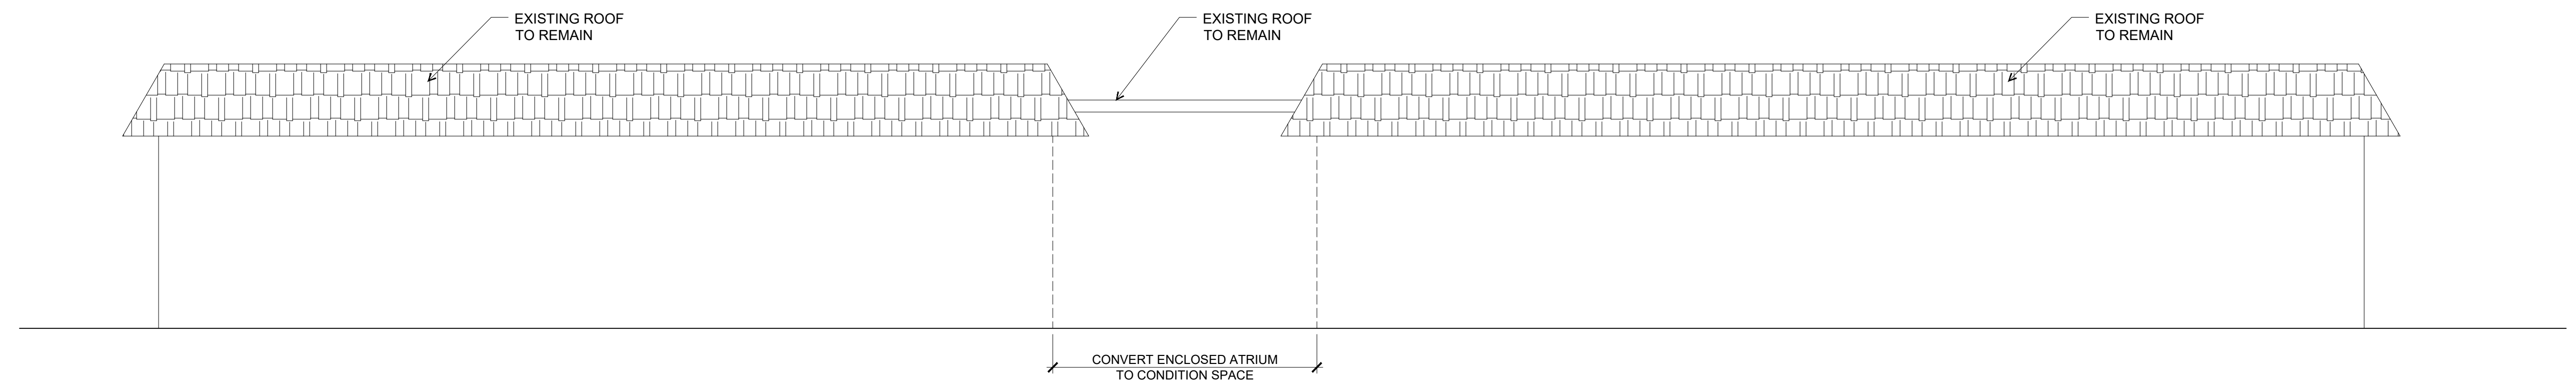 EXISTING ROOF
TO REMAIN
EXISTING ROOF
TO REMAIN
EXISTING ROOF
TO REMAIN
CONVERT ENCLOSED ATRIUM
TO CONDITION SPACE